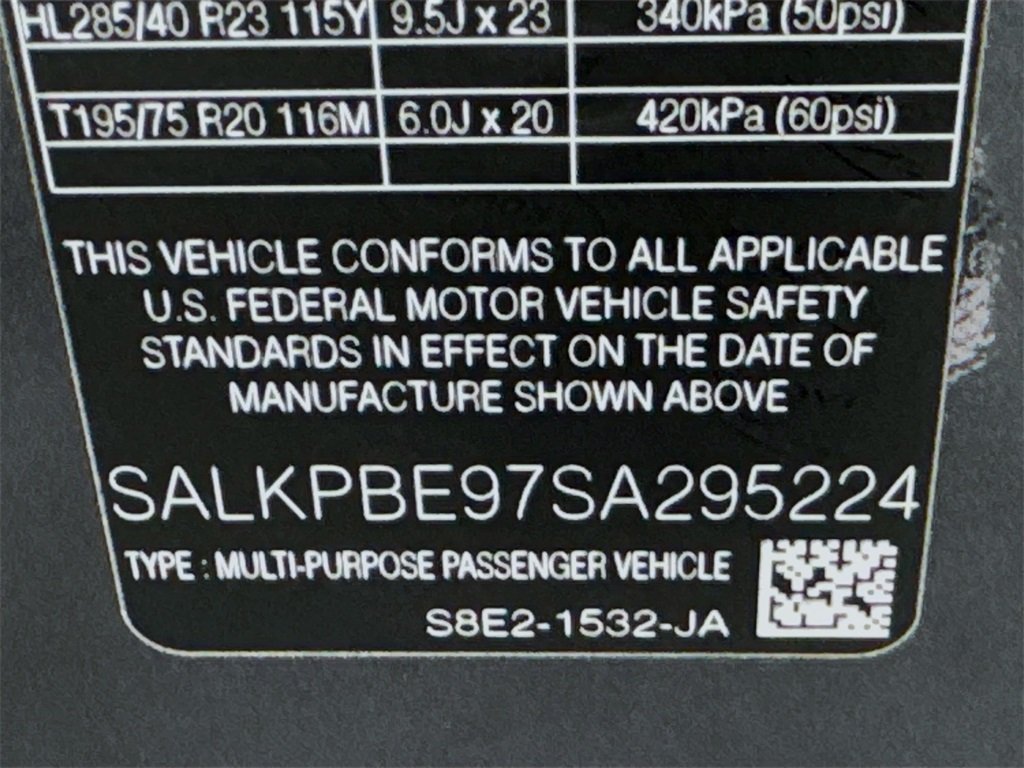 HL285/40 R23 115Y 9.5J x 23 340kPa (50psi)
T195/75 R20 116M 6.0J x 20 420kPa (60psi)
THIS VEHICLE CONFORMS TO ALL APPLICABLE
U.S. FEDERAL MOTOR VEHICLE SAFETY
STANDARDS IN EFFECT ON THE DATE OF
MANUFACTURE SHOWN ABOVE
SALKPBE97SA295224
TYPE : MULTI-PURPOSE PASSENGER VEHICLE
S8E2-1532-JA